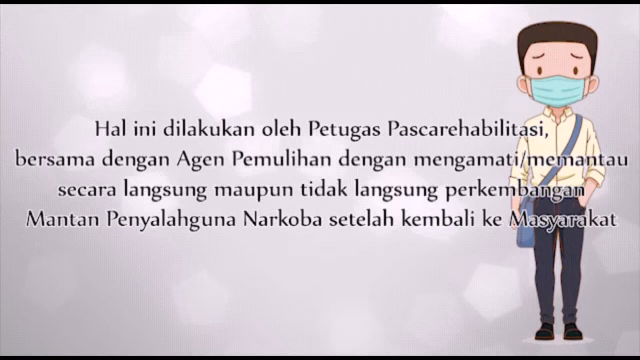 Hal ini dilakukan oleh Petugas Pascarehabilitasi,
bersama dengan Agen Pemulihan dengan mengamati/memantau
secara langsung maupun tidak langsung perkembangan
Mantan Penyalahguna Narkoba setelah kembali ke Masyarakat